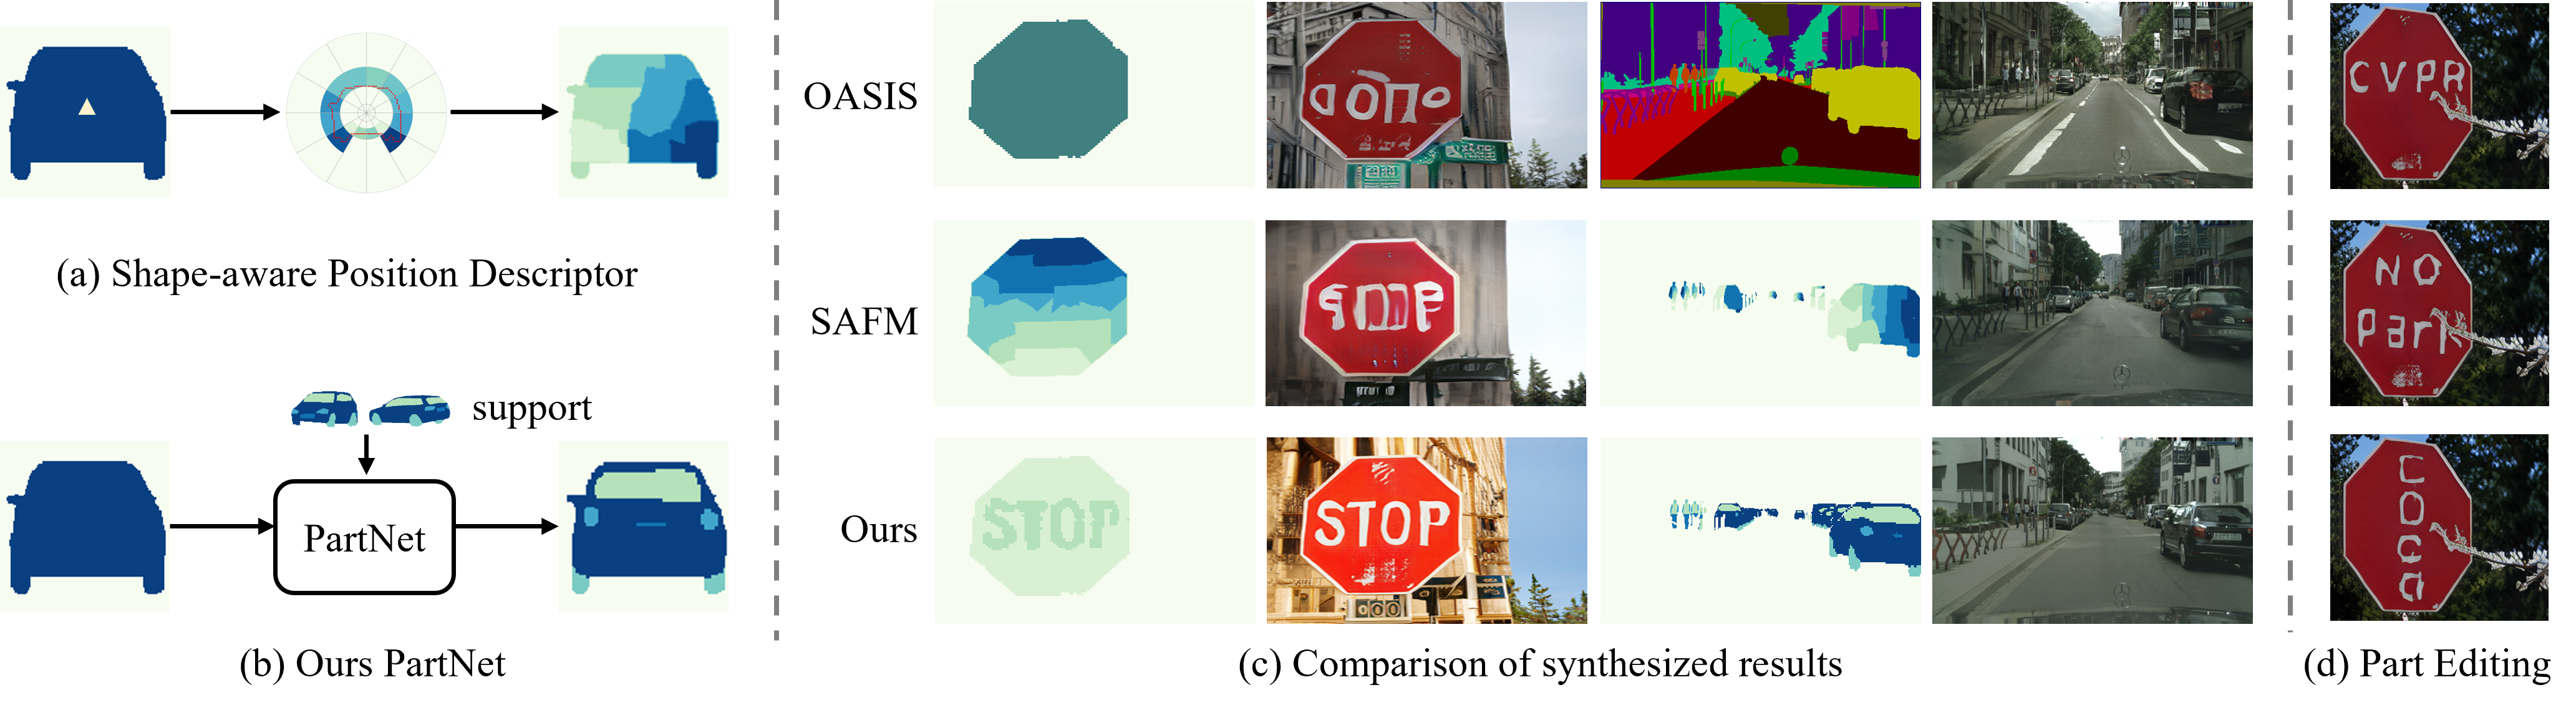 (a) Shape-aware Position Descriptor
support
PartNet
(b) Ours PartNet
OASIS
SAFM
Ours
STOP
STOP
(c) Comparison of synthesized results
CVPR
NO
Park
COCO
(d) Part Editing